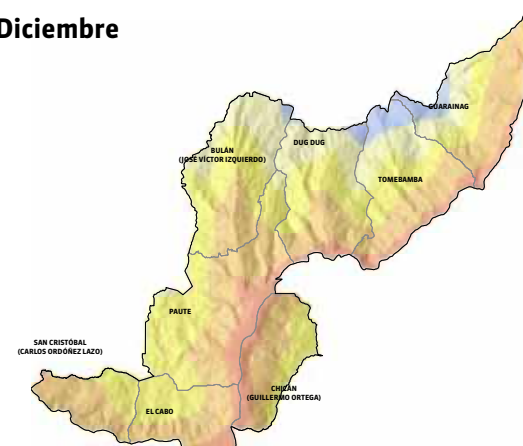 Diciembre
GUARAINAG
DUG DUG
BULÁN
(JOSÉ VÍCTOR IZQUIERDO)
TOMEBAMBA
PAUTE
SAN CRISTÓBAL
(CARLOS ORDÓÑEZ LAZO)
CHICÁN
(GUILLERMO ORTEGA)
EL CABO